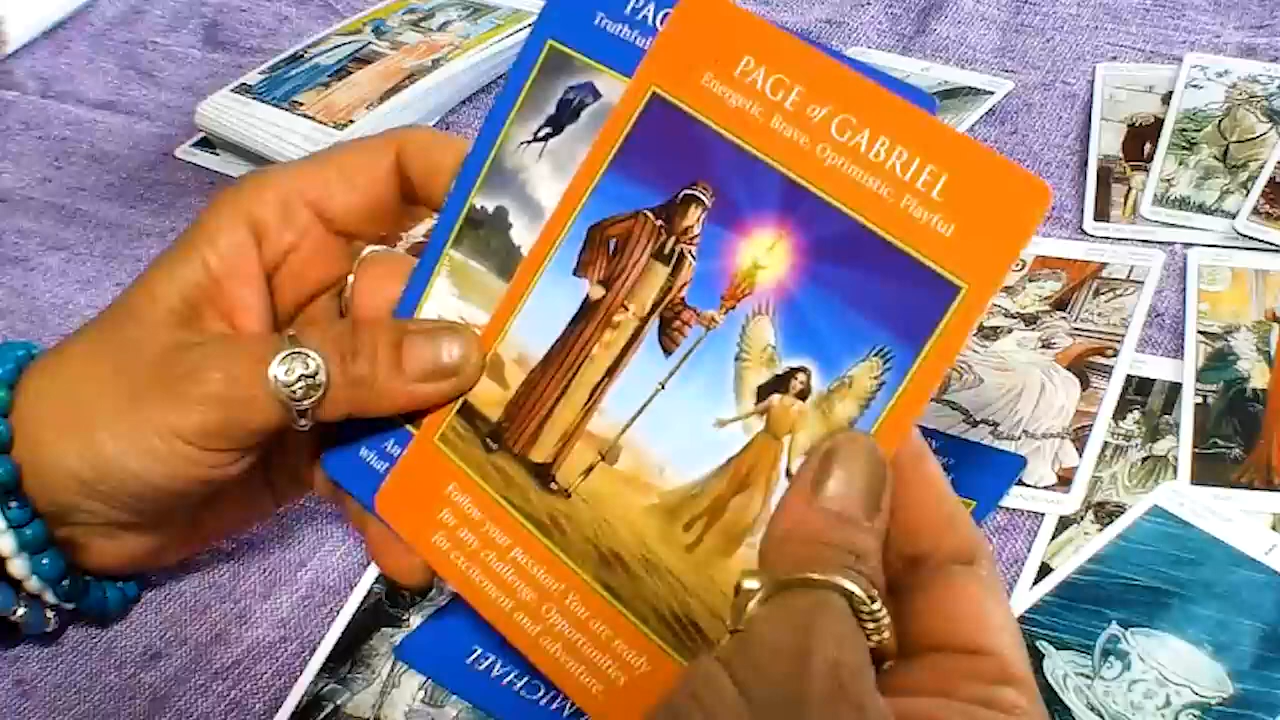 PAGE of GABRIEL
Energetic, Brave, Optimistic, Playful
Follow your passion! You are ready
for any challenge. Opportunities
for excitement and adventure.
Truthful
what
MICHAEL